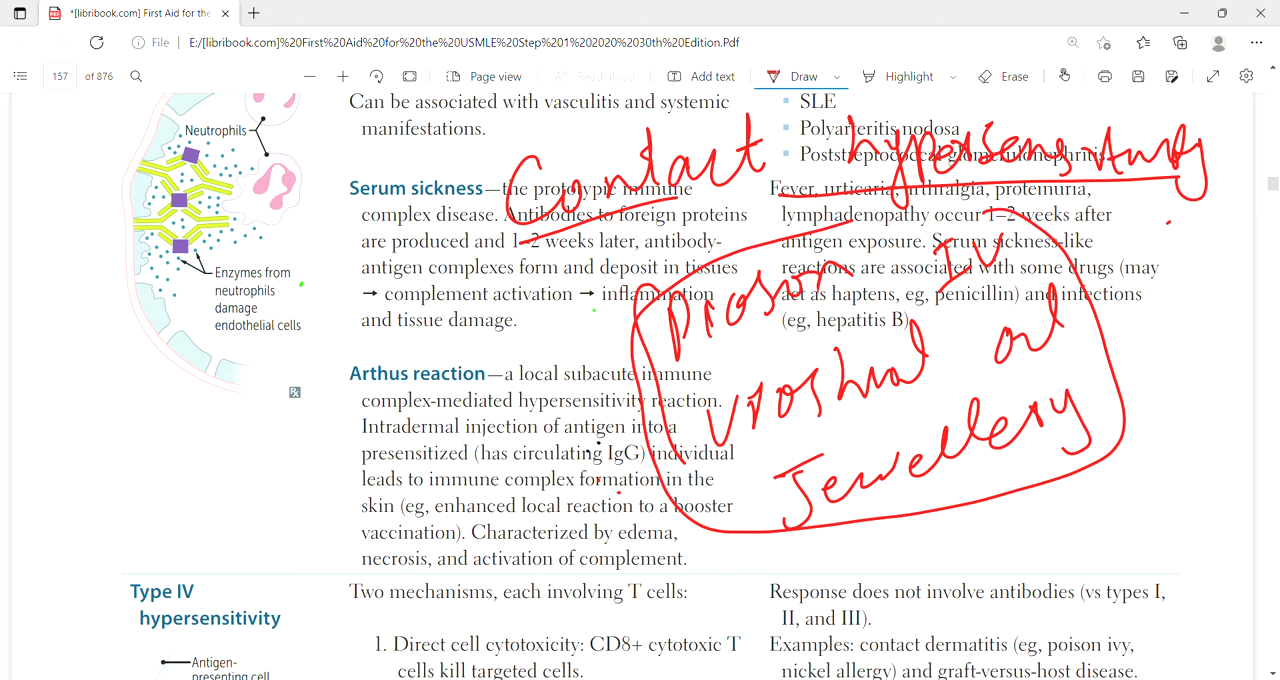 *[libribook.com] First Aid for the
File E:/[libribook.com]%20First%20Aid%20for%20the%20USMLE%20Step%201%202020%2030th%20Edition.Pdf
157 of 876 Page view Read aloud Add text Draw Highlight Erase
Neutrophils
Enzymes from
neutrophils
damage
endothelial cells
Rx
Can be associated with vasculitis and systemic
manifestations.
SLE
Polyarteritis nodosa
Poststreptococcal glomerulonephritis
Contact hypersensitivity
Serum sickness—the prototypic immune
complex disease. Antibodies to foreign proteins
are produced and 1–2 weeks later, antibody-
antigen complexes form and deposit in tissues
→ complement activation → inflammation
and tissue damage.
Fever, urticaria, arthralgia, proteinuria,
lymphadenopathy occur 1–2 weeks after
antigen exposure. Serum sickness-like
reactions are associated with some drugs (may
act as haptens, eg, penicillin) and infections
(eg, hepatitis B).
IV
oil
Jewellery
Arthus reaction—a local subacute immune
complex-mediated hypersensitivity reaction.
Intradermal injection of antigen into a
presensitized (has circulating IgG) individual
leads to immune complex formation in the
skin (eg, enhanced local reaction to a booster
vaccination). Characterized by edema,
necrosis, and activation of complement.
Type IV
hypersensitivity
Antigen-
presenting cell
Two mechanisms, each involving T cells:
1. Direct cell cytotoxicity: CD8+ cytotoxic T
cells kill targeted cells.
Response does not involve antibodies (vs types I,
II, and III).
Examples: contact dermatitis (eg, poison ivy,
nickel allergy) and graft-versus-host disease.